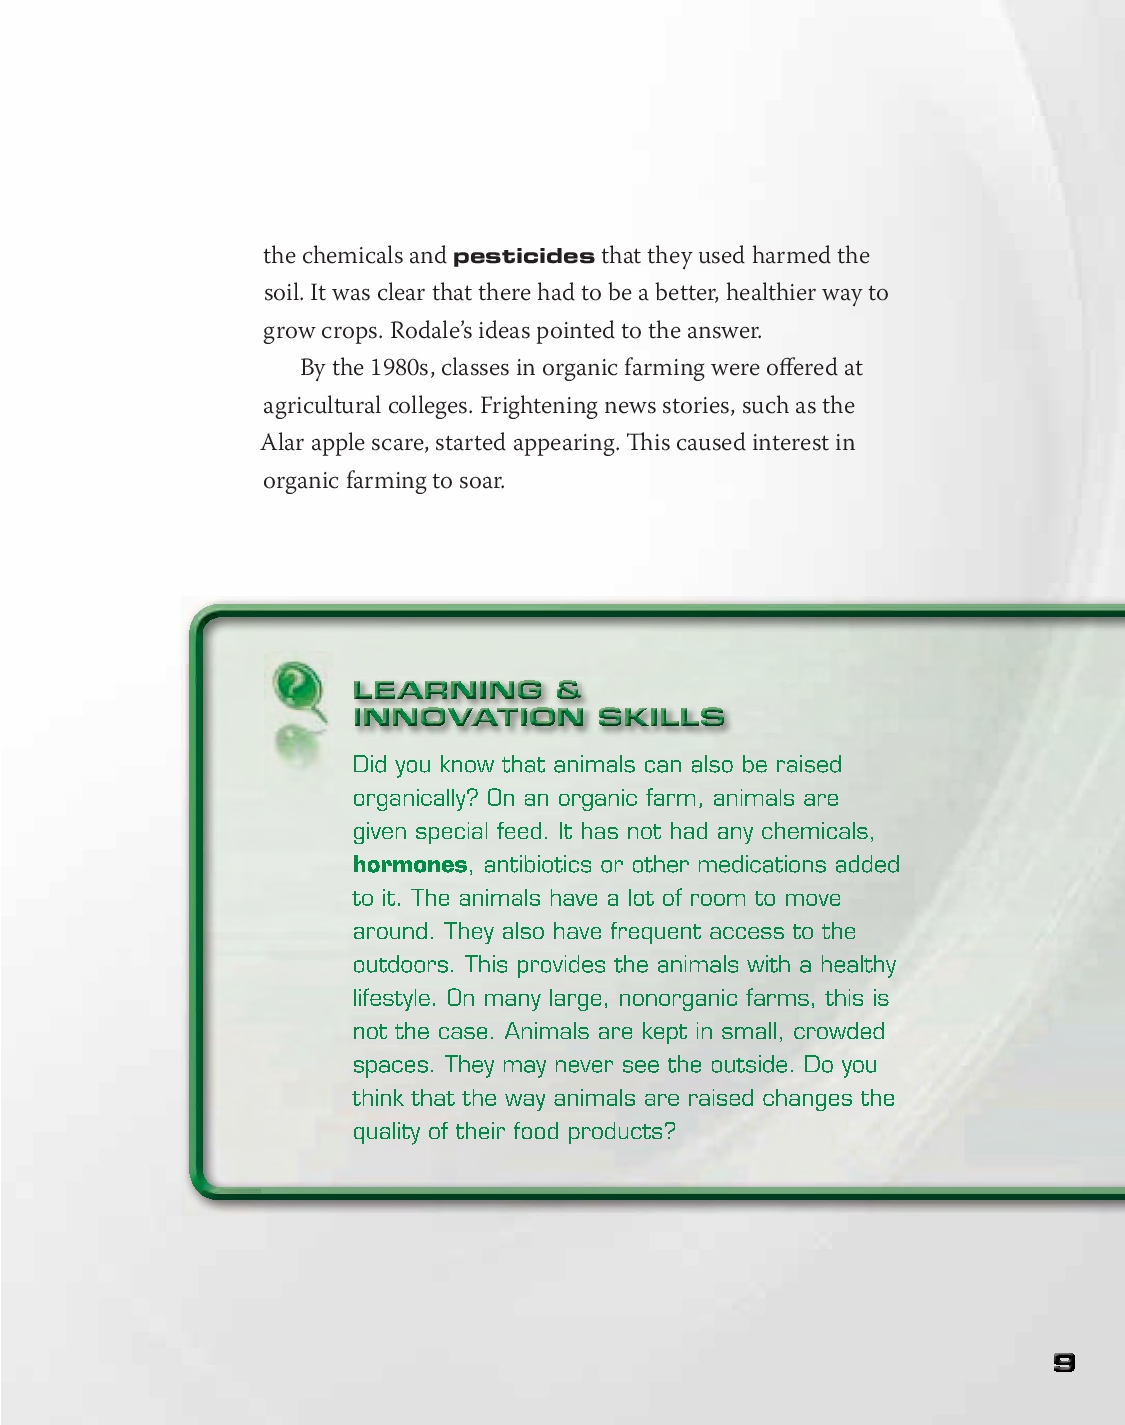 the chemicals and pesticides that they used harmed the
soil. It was clear that there had to be a better, healthier way to
grow crops. Rodale’s ideas pointed to the answer.
By the 1980s, classes in organic farming were offered at
agricultural colleges. Frightening news stories, such as the
Alar apple scare, started appearing. This caused interest in
organic farming to soar.
LEARNING &
INNOVATION SKILLS
Did you know that animals can also be raised
organically? On an organic farm, animals are
given special feed. It has not had any chemicals,
hormones, antibiotics or other medications added
to it. The animals have a lot of room to move
around. They also have frequent access to the
outdoors. This provides the animals with a healthy
lifestyle. On many large, nonorganic farms, this is
not the case. Animals are kept in small, crowded
spaces. They may never see the outside. Do you
think that the way animals are raised changes the
quality of their food products?
9